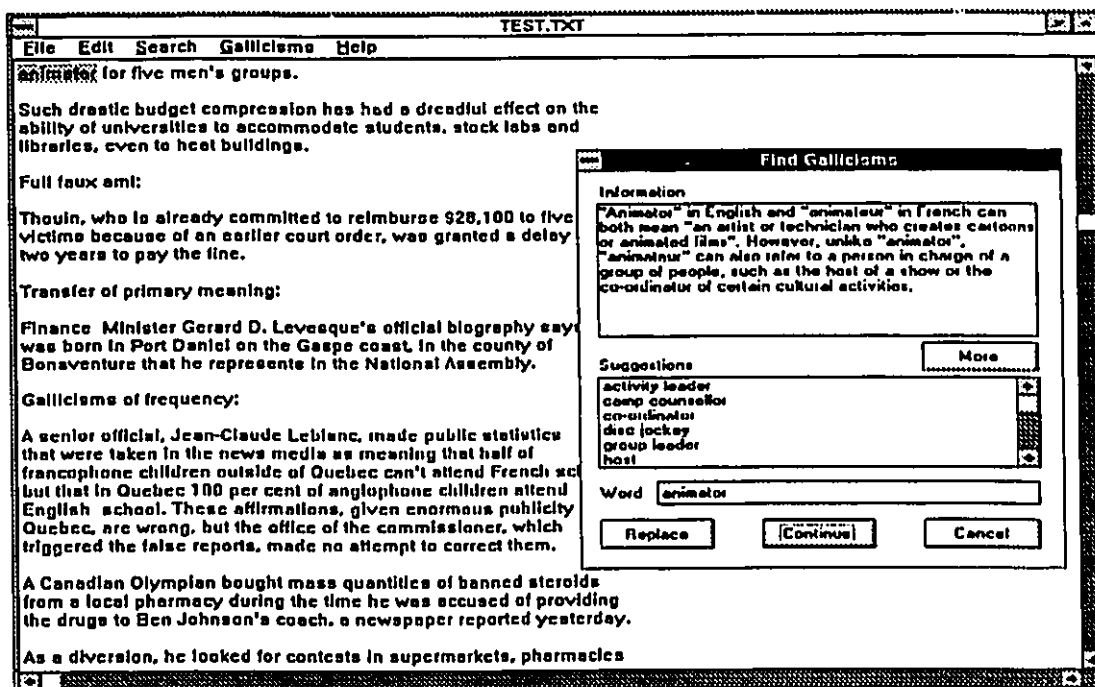 TEST.TXT
File Edit Search Gallicisms Help
animator for five men's groups.
Such drastic budget compression has had a dreadful effect on the
ability of universities to accommodate students, stock labs and
libraries, even to heat buildings.
Full faux ami:
Thouin, who is already committed to reimburse $28,100 to five
victims because of an earlier court order, was granted a delay
two years to pay the fine.
Transfer of primary meaning:
Finance Minister Gerard D. Levesque's official biography says
was born in Port Daniel on the Gaspe coast, in the county of
Bonaventure that he represents in the National Assembly.
Gallicisms of frequency:
A senior official, Jean-Claude Leblanc, made public statistics
that were taken in the news media as meaning that half of
francophone children outside of Quebec can't attend French sc
but that in Quebec 100 per cent of anglophone children attend
English school. These affirmations, given enormous publicity
Quebec, are wrong, but the office of the commissioner, which
triggered the false reports, made no attempt to correct them.
A Canadian Olympian bought mass quantities of banned steroids
from a local pharmacy during the time he was accused of providing
the drugs to Ben Johnson's coach, a newspaper reported yesterday.
As a diversion, he looked for contests in supermarkets, pharmacies
Find Gallicisms
Information
"Animator" in English and "animateur" in French can
both mean "an artist or technician who creates cartoons
or animated films". However, unlike "animator",
"animateur" can also refer to a person in charge of a
group of people, such as the host of a show or the
co-ordinator of certain cultural activities.
More
Suggestions
activity leader
camp counsellor
co-ordinator
disc jockey
group leader
host
Word animator
Replace Continue Cancel